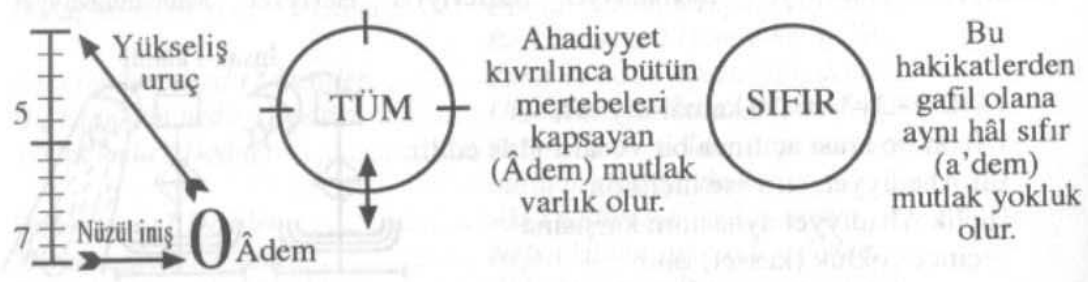 Yükseliş
uruç
5
7
Nüzül iniş
0
Âdem
TÜM
Ahadiyyet
kıvrılınca bütün
mertebeleri
kapsayan
(Âdem) mutlak
varlık olur.
SIFIR
Bu
hakikatlerden
gafil olana
aynı hâl sıfır
(a'dem)
mutlak yokluk
olur.